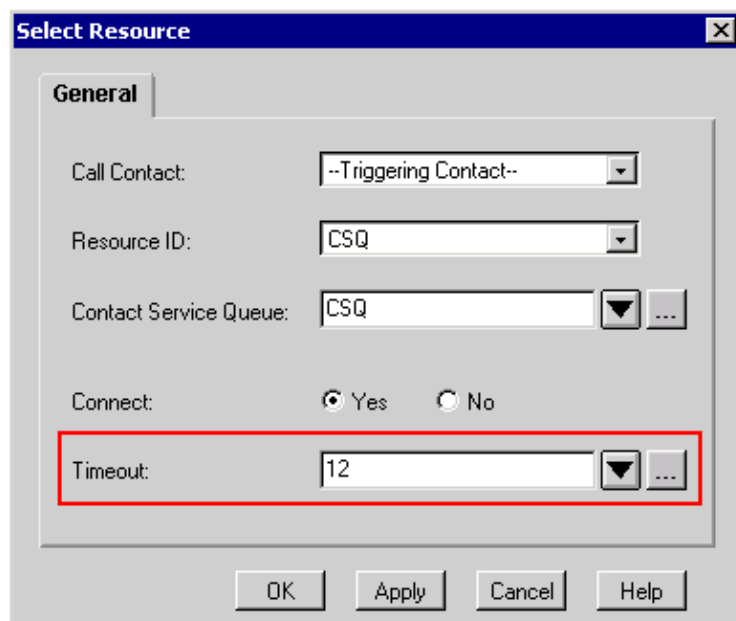 Select Resource
General
Call Contact: --Triggering Contact--
Resource ID: CSQ
Contact Service Queue: CSQ ...
Connect: Yes No
Timeout: 12 ...
OK Apply Cancel Help